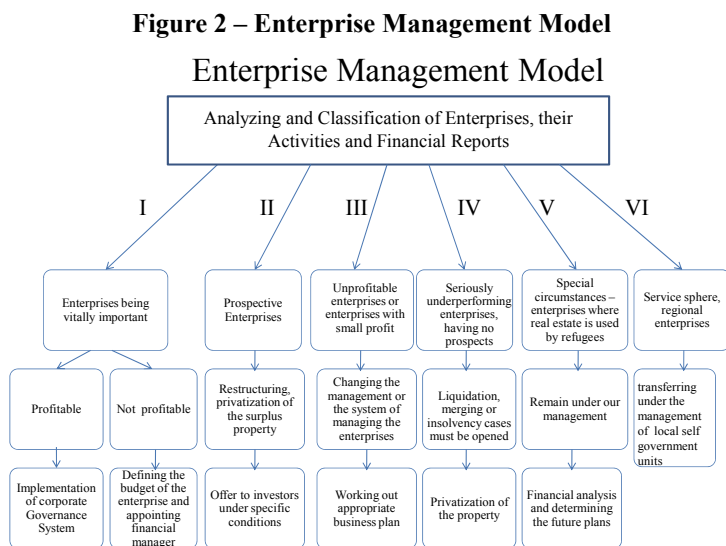 Figure 2 – Enterprise Management Model
Enterprise Management Model
Analyzing and Classification of Enterprises, their
Activities and Financial Reports
I
II
III
IV
V
VI
Enterprises being
vitally important
Prospective
Enterprises
Unprofitable
enterprises or
enterprises with
small profit
Seriously
underperforming
enterprises,
having no
prospects
Special
circumstances –
enterprises where
real estate is used
by refugees
Service sphere,
regional
enterprises
Profitable
Not profitable
Restructuring,
privatization of
the surplus
property
Changing the
management or
the system of
managing the
enterprises
Liquidation,
merging or
insolvency cases
must be opened
Remain under our
management
transferring
under the
management
of local self
government
units
Implementation
of corporate
Governance
System
Defining the
budget of the
enterprise and
appointing
financial
manager
Offer to investors
under specific
conditions
Working out
appropriate
business plan
Privatization of
the property
Financial analysis
and determining
the future plans